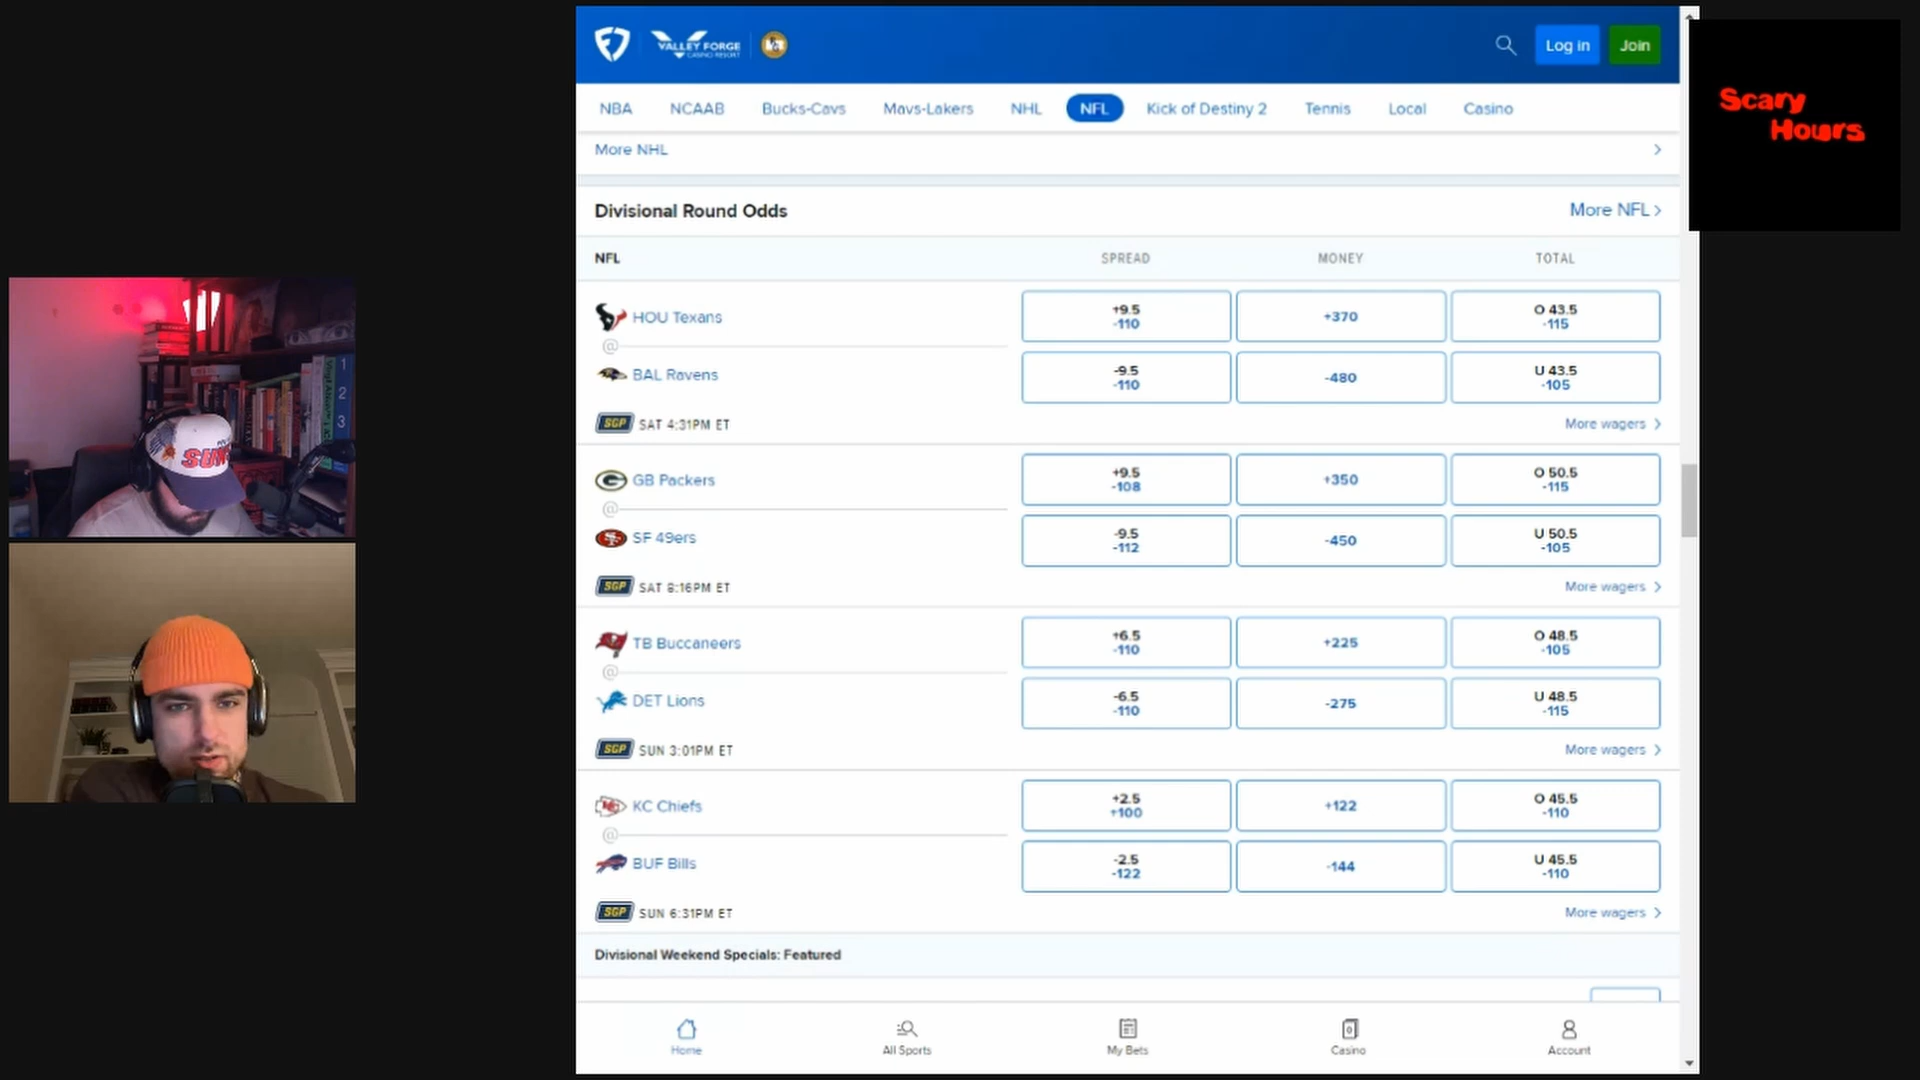 VALLEY FORGE
CASINO RESORT
Log in
Join
Scary
Hours
NBA
NCAAB
Bucks-Cavs
Mavs-Lakers
NHL
NFL
Kick of Destiny 2
Tennis
Local
Casino
More NHL
Divisional Round Odds
More NFL
NFL
SPREAD
MONEY
TOTAL
HOU Texans
+9.5
-110
+370
O 43.5
-115
@
BAL Ravens
-9.5
-110
-480
U 43.5
-105
SGP SAT 4:31PM ET
More wagers
GB Packers
+9.5
-108
+350
O 50.5
-115
@
SF 49ers
-9.5
-112
-450
U 50.5
-105
SGP SAT 8:16PM ET
More wagers
TB Buccaneers
+6.5
-110
+225
O 48.5
-105
@
DET Lions
-6.5
-110
-275
U 48.5
-115
SGP SUN 3:01PM ET
More wagers
KC Chiefs
+2.5
+100
+122
O 45.5
-110
@
BUF Bills
-2.5
-122
-144
U 45.5
-110
SGP SUN 6:31PM ET
More wagers
Divisional Weekend Specials: Featured
Home
All Sports
My Bets
Casino
Account
SUNS
1
2
3